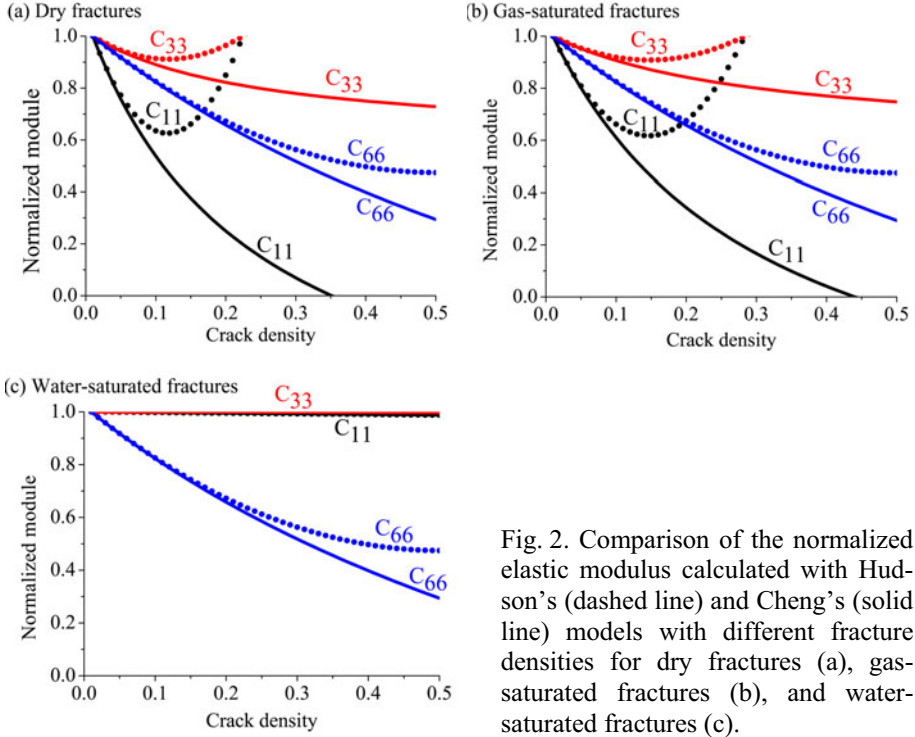 (a) Dry fractures
1.0
0.8
0.6
0.4
0.2
0.0
Normalized module
C33
C33
C11
C66
C66
C11
0.0 0.1 0.2 0.3 0.4 0.5
Crack density
(b) Gas-saturated fractures
1.0
0.8
0.6
0.4
0.2
0.0
Normalized module
C33
C33
C11
C66
C66
C11
0.0 0.1 0.2 0.3 0.4 0.5
Crack density
(c) Water-saturated fractures
1.0
0.8
0.6
0.4
0.2
0.0
Normalized module
C33
C11
C66
C66
0.0 0.1 0.2 0.3 0.4 0.5
Crack density
Fig. 2. Comparison of the normalized
elastic modulus calculated with Hud-
son's (dashed line) and Cheng's (solid
line) models with different fracture
densities for dry fractures (a), gas-
saturated fractures (b), and water-
saturated fractures (c).